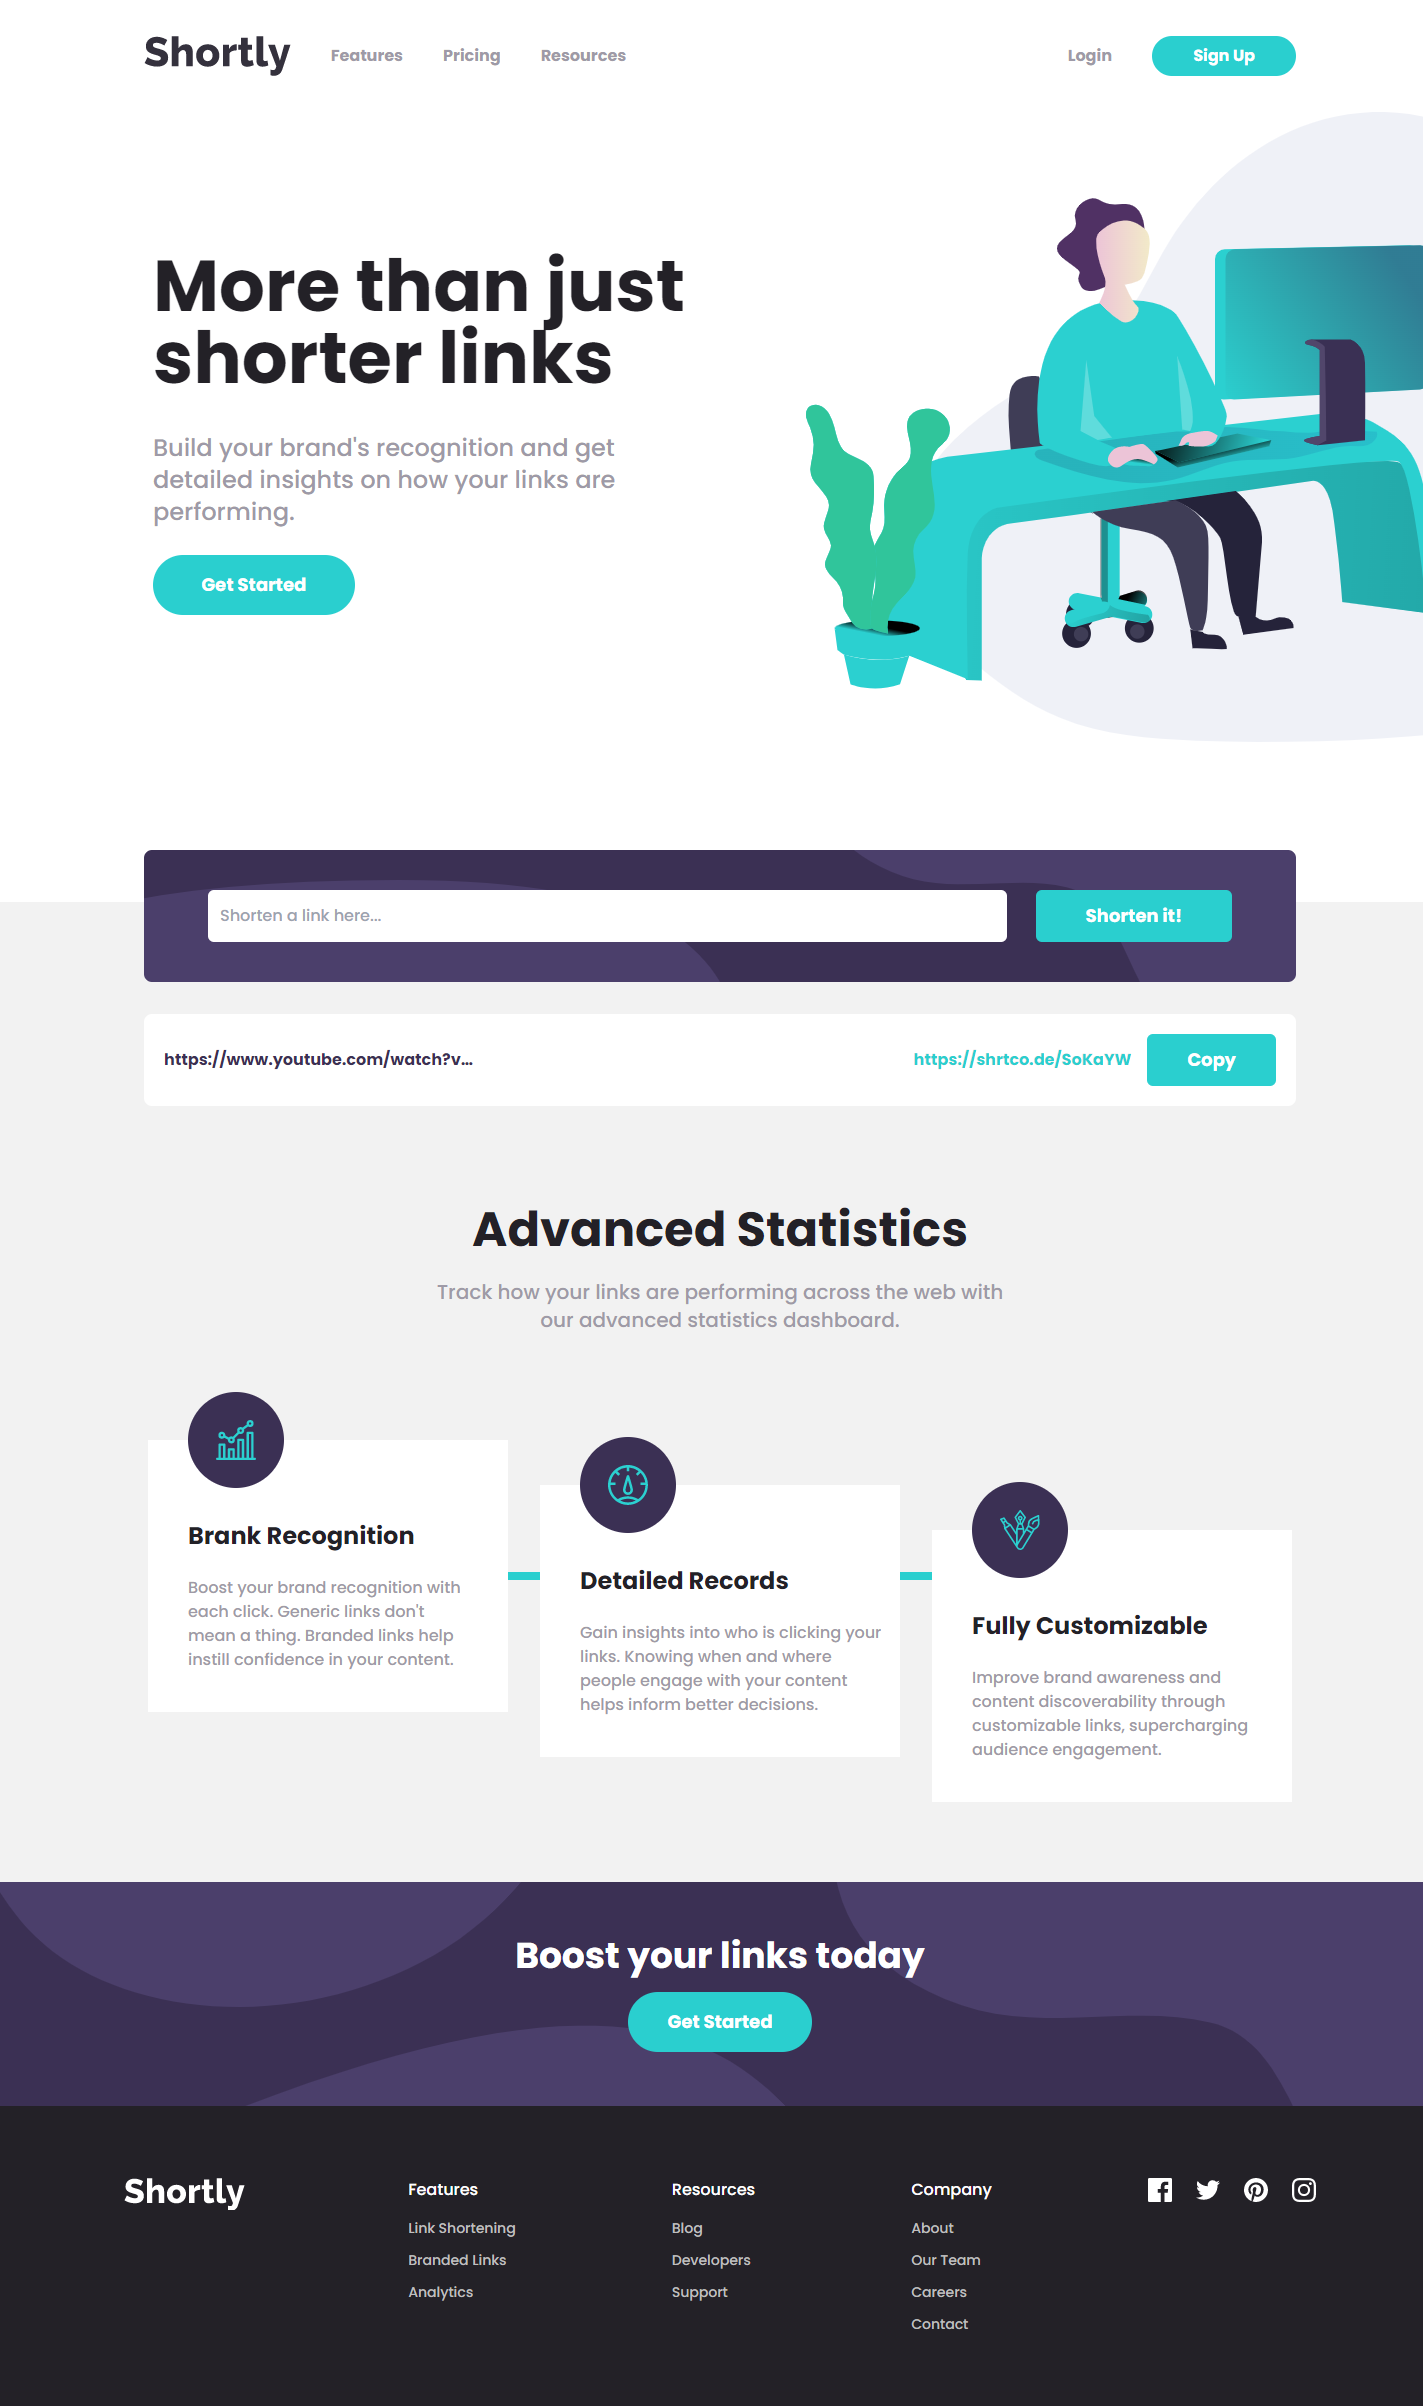 Shortly
Features
Pricing
Resources
Login
Sign Up
More than just
shorter links
Build your brand's recognition and get
detailed insights on how your links are
performing.
Get Started
Shorten a link here...
Shorten it!
https://www.youtube.com/watch?v...
https://shrtco.de/SoKaYW
Copy
Advanced Statistics
Track how your links are performing across the web with
our advanced statistics dashboard.
Brank Recognition
Boost your brand recognition with
each click. Generic links don't
mean a thing. Branded links help
instill confidence in your content.
Detailed Records
Gain insights into who is clicking your
links. Knowing when and where
people engage with your content
helps inform better decisions.
Fully Customizable
Improve brand awareness and
content discoverability through
customizable links, supercharging
audience engagement.
Boost your links today
Get Started
Shortly
Features
Link Shortening
Branded Links
Analytics
Resources
Blog
Developers
Support
Company
About
Our Team
Careers
Contact